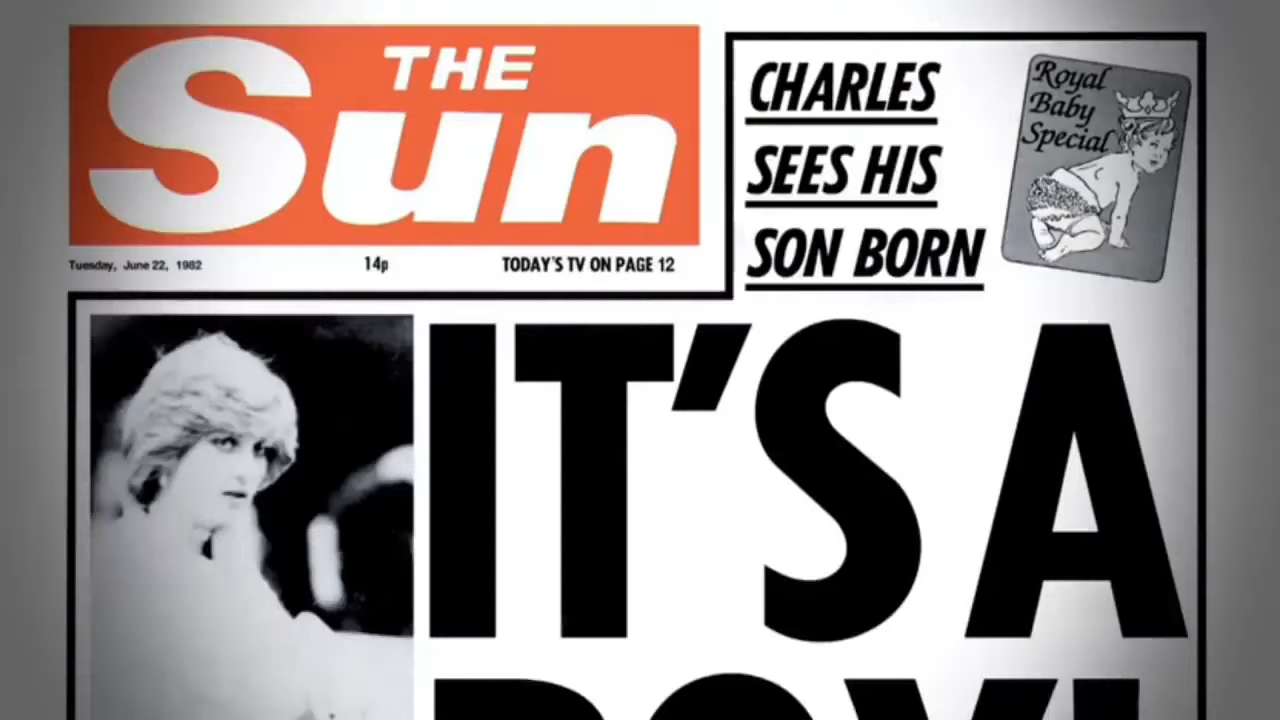 THE
Sun
Tuesday, June 22, 1982
14p
TODAY'S TV ON PAGE 12
CHARLES
SEES HIS
SON BORN
Royal
Baby
Special
IT'S A
BOY!